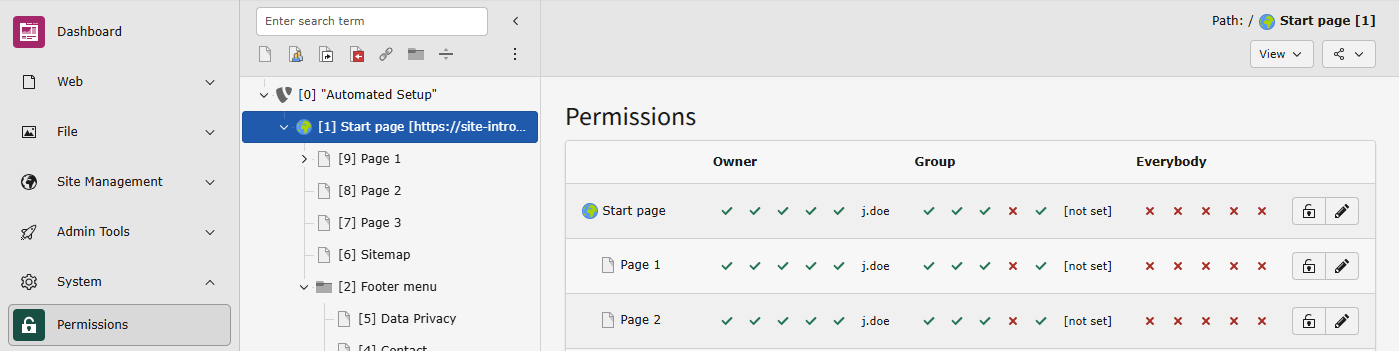 Dashboard
Web
File
Site Management
Admin Tools
System
Permissions
Enter search term
[0] "Automated Setup"
[1] Start page [https://site-intro...
[9] Page 1
[8] Page 2
[7] Page 3
[6] Sitemap
[2] Footer menu
[5] Data Privacy
[4] Contact
Path: / Start page [1]
View
Permissions
Owner Group Everybody
Start page j.doe [not set]
Page 1 j.doe [not set]
Page 2 j.doe [not set]